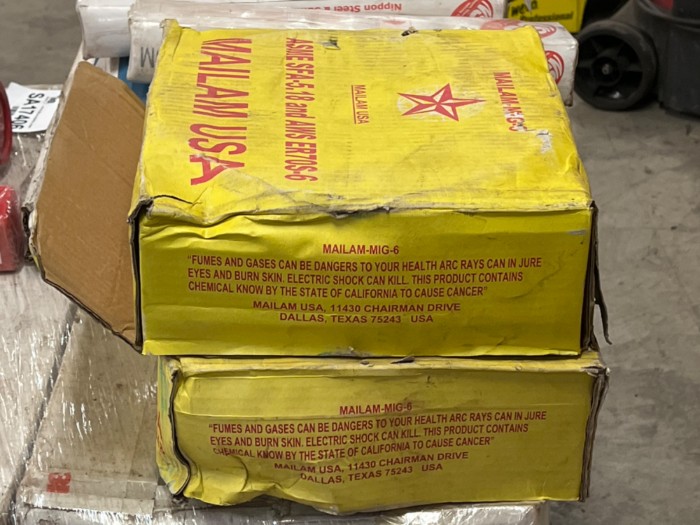 Nippon Steel &
SA17406
MAILAM USA
ASME SFA-5.18 and AWS ER70S-6
MAILAM USA
MAILAM-MIG-6
MAILAM-MIG-6
"FUMES AND GASES CAN BE DANGERS TO YOUR HEALTH ARC RAYS CAN IN JURE
EYES AND BURN SKIN. ELECTRIC SHOCK CAN KILL. THIS PRODUCT CONTAINS
CHEMICAL KNOW BY THE STATE OF CALIFORNIA TO CAUSE CANCER"
MAILAM USA, 11430 CHAIRMAN DRIVE
DALLAS, TEXAS 75243 USA
MAILAM-MIG-6
"FUMES AND GASES CAN BE DANGERS TO YOUR HEALTH ARC RAYS CAN IN JURE
EYES AND BURN SKIN. ELECTRIC SHOCK CAN KILL. THIS PRODUCT CONTAINS
CHEMICAL KNOW BY THE STATE OF CALIFORNIA TO CAUSE CANCER"
MAILAM USA, 11430 CHAIRMAN DRIVE
DALLAS, TEXAS 75243 USA